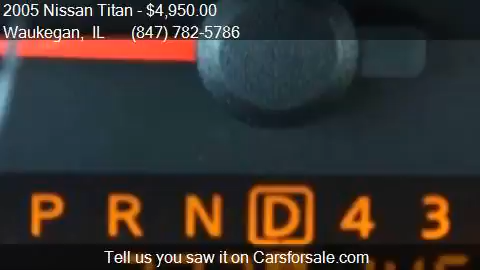 2005 Nissan Titan - $4,950.00
Waukegan, IL (847) 782-5786
P R N D 4 3
Tell us you saw it on Carsforsale.com